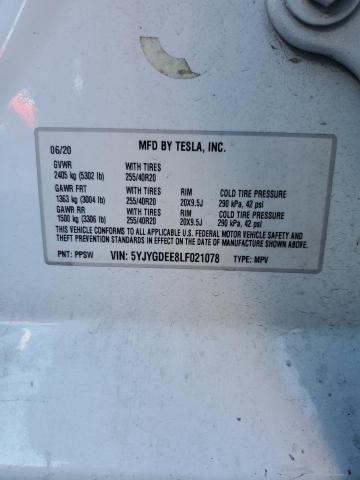 06/20 MFD BY TESLA, INC.
GVWR WITH TIRES
2405 kg (5302 lb) 255/40R20
GAWR FRT WITH TIRES RIM COLD TIRE PRESSURE
1363 kg (3004 lb) 255/40R20 20X9.5J 290 kPa, 42 psi
GAWR RR WITH TIRES RIM COLD TIRE PRESSURE
1500 kg (3306 lb) 255/40R20 20X9.5J 290 kPa, 42 psi
THIS VEHICLE CONFORMS TO ALL APPLICABLE U.S. FEDERAL MOTOR VEHICLE SAFETY AND
THEFT PREVENTION STANDARDS IN EFFECT ON THE DATE OF MANUFACTURE SHOWN ABOVE.
PNT: PPSW VIN: 5YJYGDEE8LF021078 TYPE: MPV